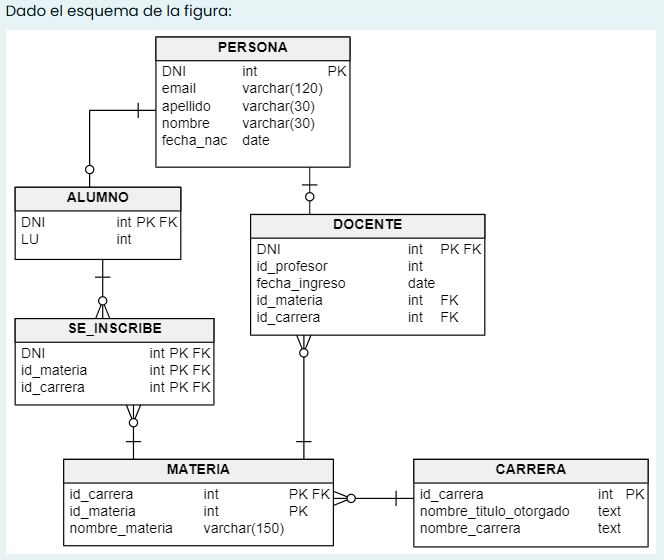 Dado el esquema de la figura:
PERSONA
DNI int PK
email varchar(120)
apellido varchar(30)
nombre varchar(30)
fecha_nac date
ALUMNO
DNI int PK FK
LU int
DOCENTE
DNI int PK FK
id_profesor int
fecha_ingreso date
id_materia int FK
id_carrera int FK
SE_INSCRIBE
DNI int PK FK
id_materia int PK FK
id_carrera int PK FK
MATERIA
id_carrera int PK FK
id_materia int PK
nombre_materia varchar(150)
CARRERA
id_carrera int PK
nombre_titulo_otorgado text
nombre_carrera text